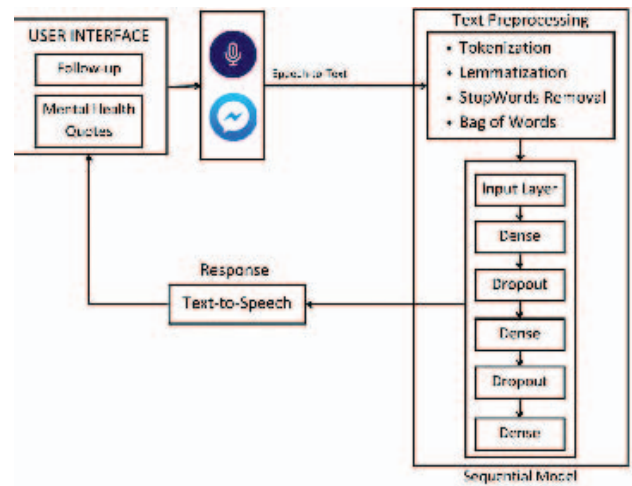 USER INTERFACE
Follow-up
Mental Health
Quotes
Speech-to-Text
Text Preprocessing
• Tokenization
• Lemmatization
• StopWords Removal
• Bag of Words
Input Layer
Dense
Dropout
Dense
Dropout
Dense
Response
Text-to-Speech
Sequential Model